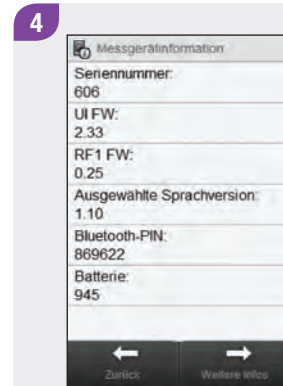 4
Messgerätinformation
Seriennummer:
606
UI FW:
2.33
RF1 FW:
0.25
Ausgewählte Sprachversion:
1.10
Bluetooth-PIN:
869622
Batterie:
945
Zurück
Weitere Infos